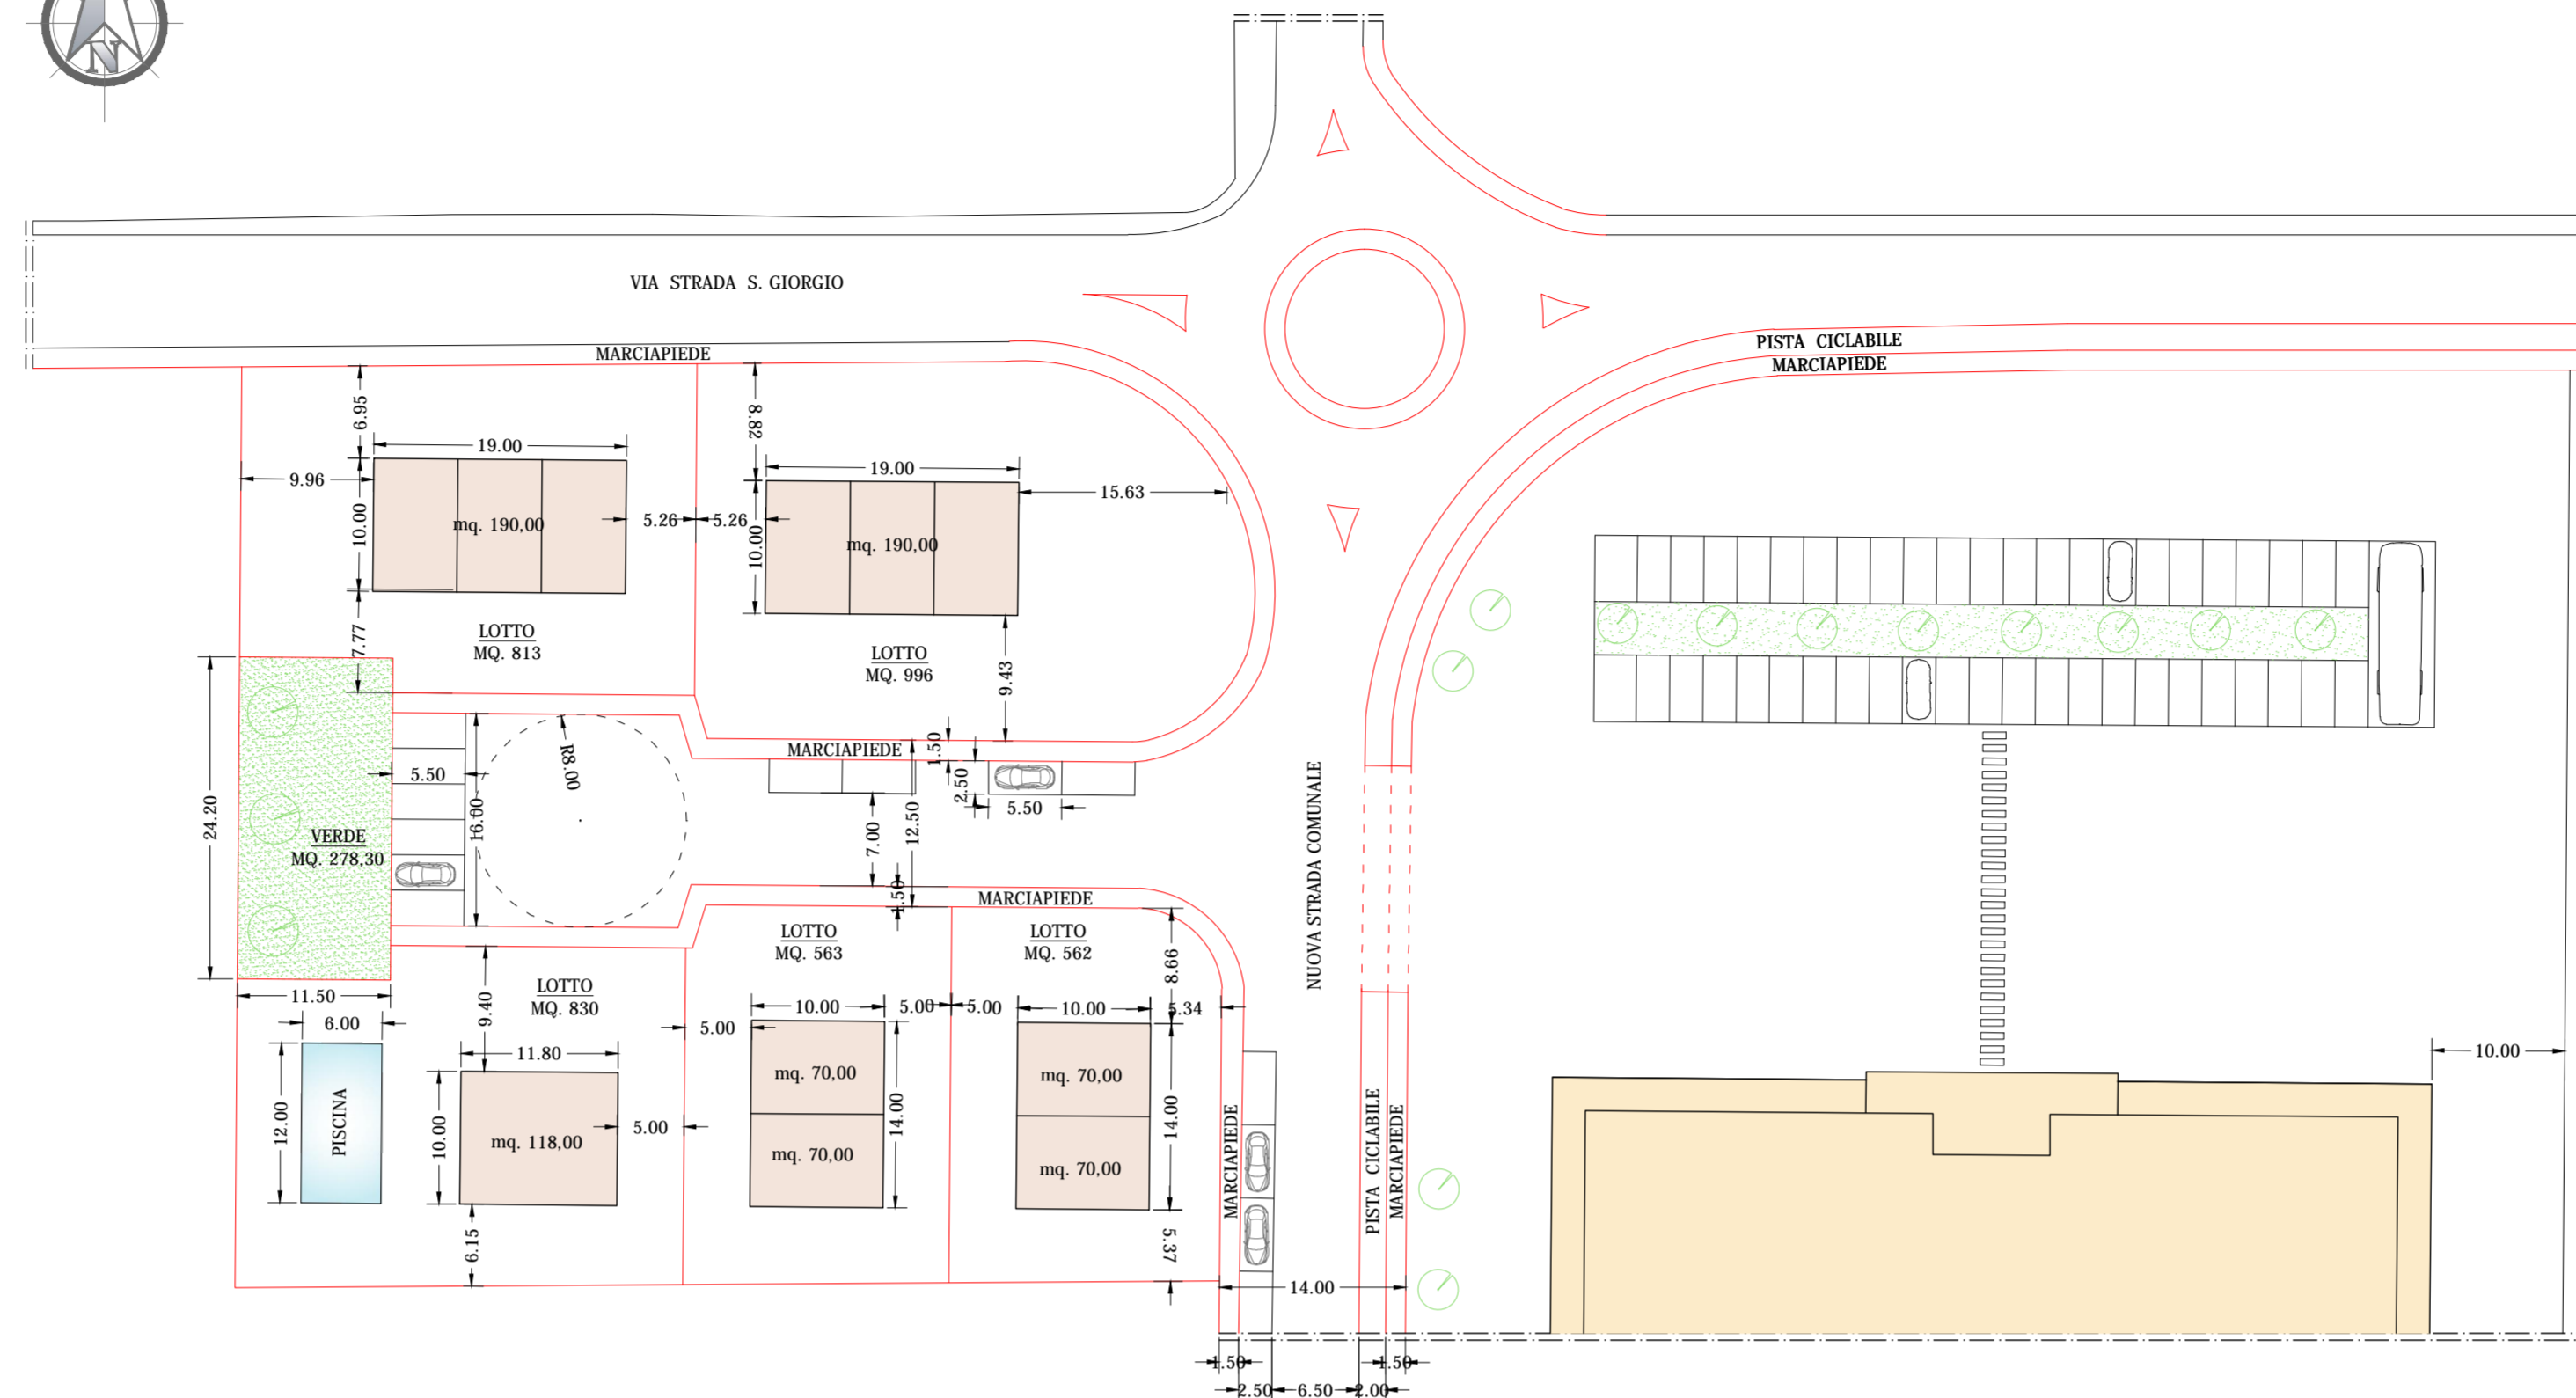 N
VIA STRADA S. GIORGIO
MARCIAPIEDE
PISTA CICLABILE
MARCIAPIEDE
6.95
8.82
19.00
19.00
9.96
15.63
10.00
mq. 190,00
5.26
5.26
10.00
mq. 190,00
7.77
LOTTO
MQ. 813
LOTTO
MQ. 996
9.43
MARCIAPIEDE
1.50
R8.00
5.50
2.50
5.50
24.20
16.00
7.00
12.50
VERDE
MQ. 278,30
NUOVA STRADA COMUNALE
1.50
MARCIAPIEDE
LOTTO
MQ. 563
LOTTO
MQ. 562
8.66
11.50
9.40
LOTTO
MQ. 830
6.00
5.00
10.00
5.00
5.00
10.00
5.34
11.80
10.00
12.00
PISCINA
10.00
mq. 118,00
5.00
mq. 70,00
mq. 70,00
14.00
mq. 70,00
mq. 70,00
14.00
MARCIAPIEDE
PISTA CICLABILE
MARCIAPIEDE
6.15
5.37
14.00
1.50
1.50
2.50
6.50
2.00